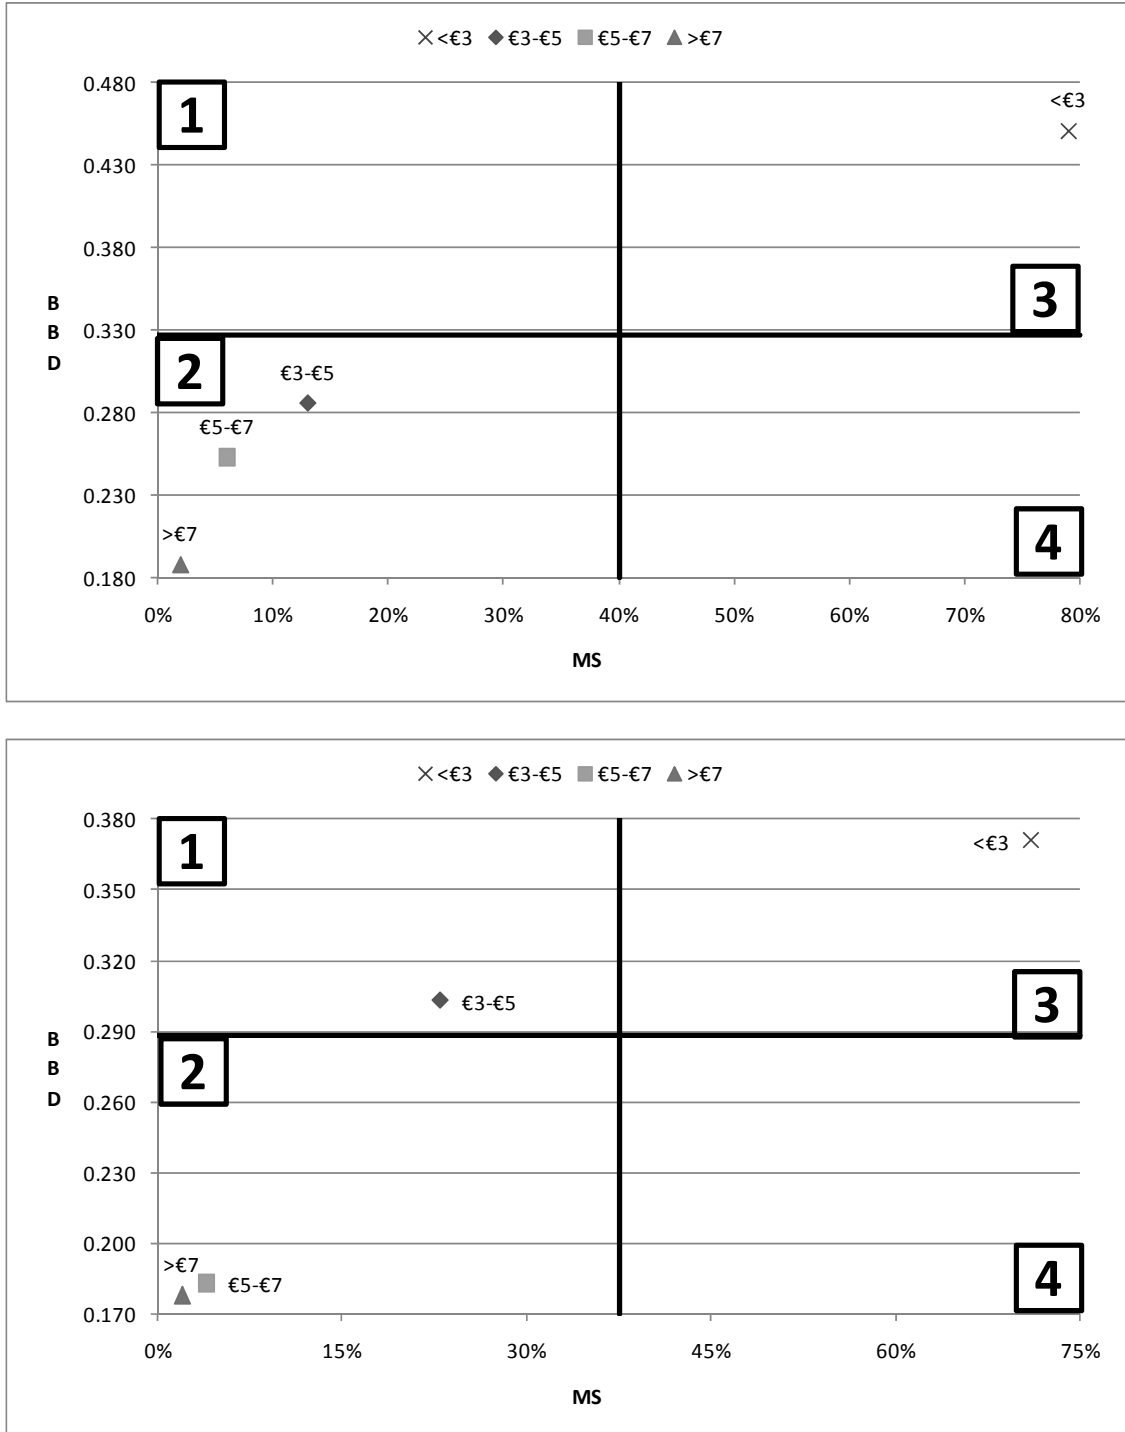 <€3 €3-€5 €5-€7 >€7
0.480
1
<€3
0.430
0.380
3
B
B
D
0.330
2
€3-€5
0.280
€5-€7
0.230
>€7
4
0.180
0% 10% 20% 30% 40% 50% 60% 70% 80%
MS
<€3 €3-€5 €5-€7 >€7
0.380
1
<€3
0.350
0.320
€3-€5
3
0.290
B
B
D
2
0.260
0.230
0.200
>€7
€5-€7
4
0.170
0% 15% 30% 45% 60% 75%
MS